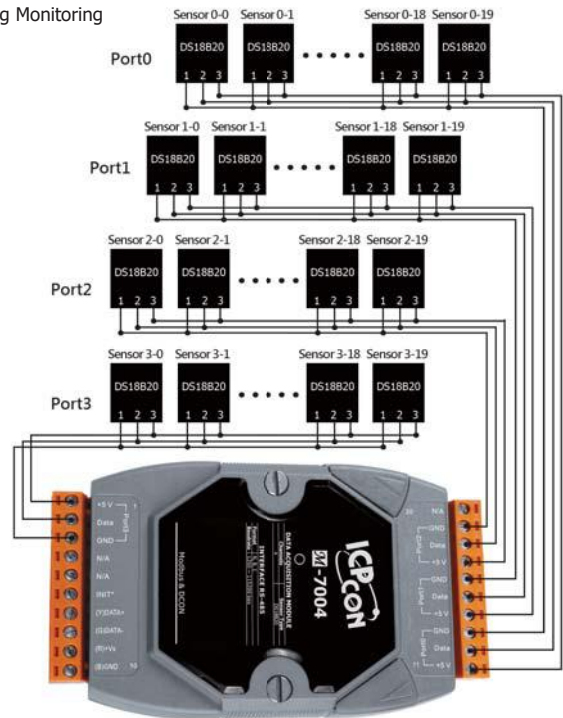 g Monitoring
Port0
Sensor 0-0 Sensor 0-1 Sensor 0-18 Sensor 0-19
DS18B20 DS18B20 DS18B20 DS18B20
1 2 3 1 2 3 1 2 3 1 2 3
Port1
Sensor 1-0 Sensor 1-1 Sensor 1-18 Sensor 1-19
DS18B20 DS18B20 DS18B20 DS18B20
1 2 3 1 2 3 1 2 3 1 2 3
Port2
Sensor 2-0 Sensor 2-1 Sensor 2-18 Sensor 2-19
DS18B20 DS18B20 DS18B20 DS18B20
1 2 3 1 2 3 1 2 3 1 2 3
Port3
Sensor 3-0 Sensor 3-1 Sensor 3-18 Sensor 3-19
DS18B20 DS18B20 DS18B20 DS18B20
1 2 3 1 2 3 1 2 3 1 2 3
+5 V 1
Data
GND
Port3
N/A
N/A
INIT*
(Y)DATA+
(G)DATA-
(R)+Vs
(B)GND 10
Modbus & DCON
DATA ACQUISITION MODULE
INTERFACE RS-485
ICP CON
-7004
20 N/A
GND
Data
+5 V
Port2
GND
Data
+5 V
Port1
GND
Data
11 +5 V
Port0